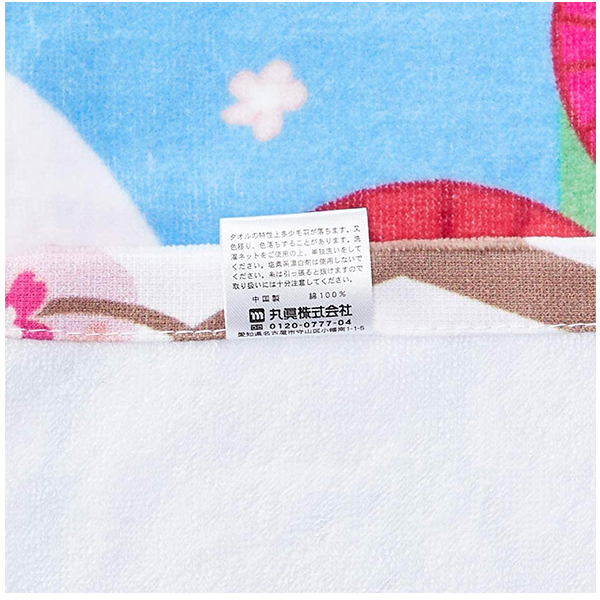 タオルの特性上多少毛羽が落ちます。又
色移り、色落ちすることがあります。洗
濯ネットをご使用の上、単独洗いをして
ください。塩素系漂白剤は使用しないで
ください。糸は引っ張ると抜けますので
取り扱いには十分注意してください。
中国製 綿100%
m 丸眞株式会社
0120-0777-04
愛知県名古屋市守山区小幡南1-1-5